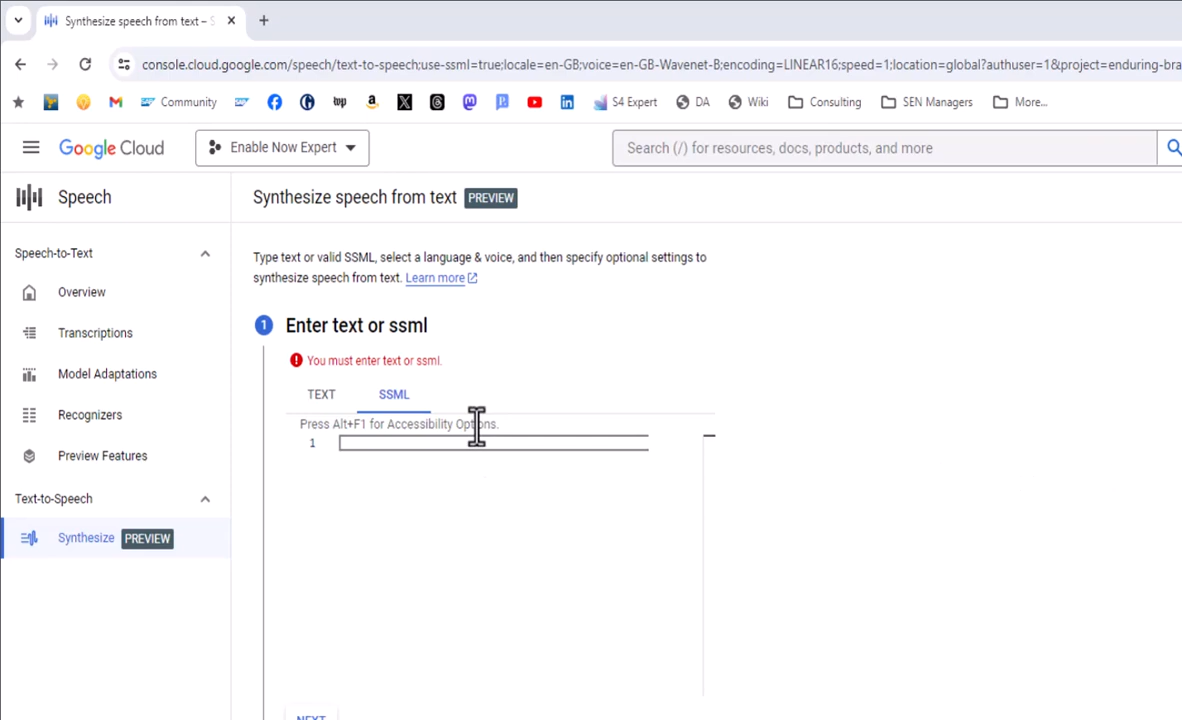 Synthesize speech from text – S
console.cloud.google.com/speech/text-to-speech;use-ssml=true;locale=en-GB;voice=en-GB-Wavenet-B;encoding=LINEAR16;speed=1;location=global?authuser=1&project=enduring-bra
Community
S4 Expert
DA
Wiki
Consulting
SEN Managers
More...
Google Cloud
Enable Now Expert
Search (/) for resources, docs, products, and more
Speech
Synthesize speech from text PREVIEW
Speech-to-Text
Overview
Transcriptions
Model Adaptations
Recognizers
Preview Features
Text-to-Speech
Synthesize PREVIEW
Type text or valid SSML, select a language & voice, and then specify optional settings to
synthesize speech from text. Learn more
1 Enter text or ssml
You must enter text or ssml.
TEXT SSML
Press Alt+F1 for Accessibility Options.
1
NEXT